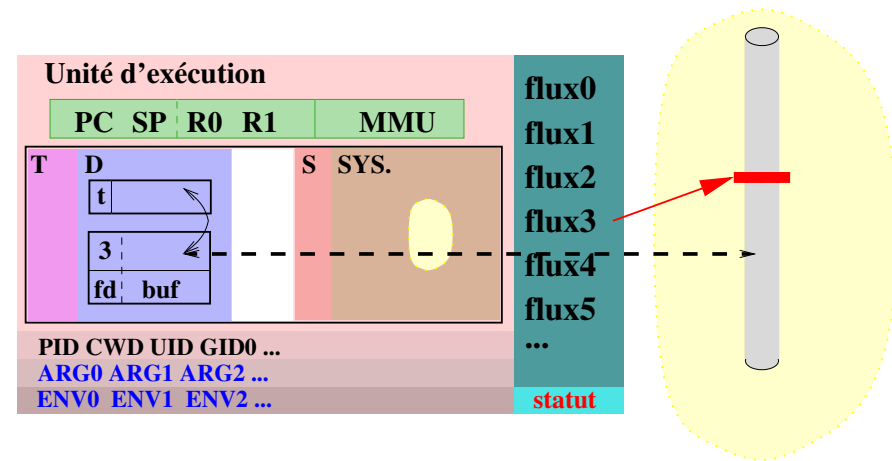 Unité d'exécution
PC SP R0 R1 MMU
T D S SYS.
t
3
fd buf
flux0
flux1
flux2
flux3
flux4
flux5
...
PID CWD UID GID0 ...
ARG0 ARG1 ARG2 ...
ENV0 ENV1 ENV2 ...
statut